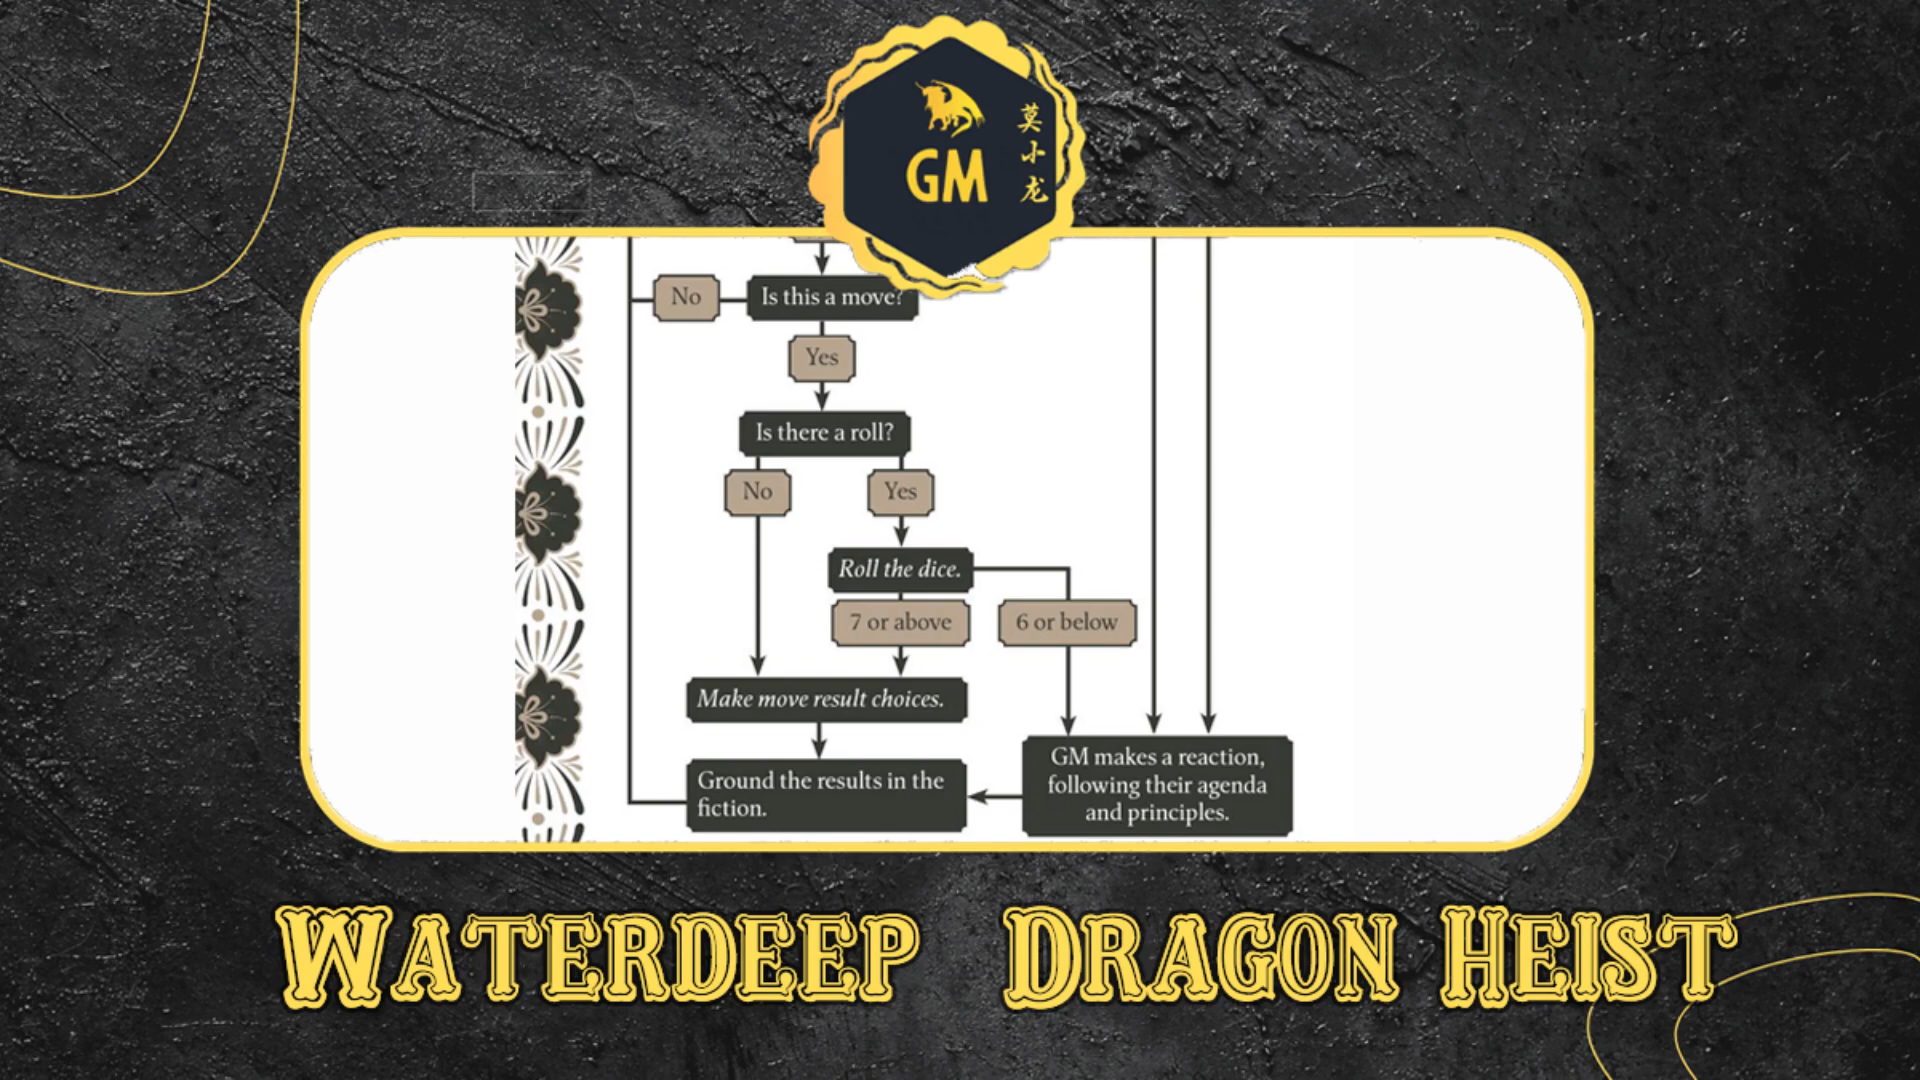 GM
莫
小
龙
No
Is this a move?
Yes
Is there a roll?
No
Yes
Roll the dice.
7 or above
6 or below
Make move result choices.
GM makes a reaction,
following their agenda
and principles.
Ground the results in the
fiction.
WATERDEEP DRAGON HEIST